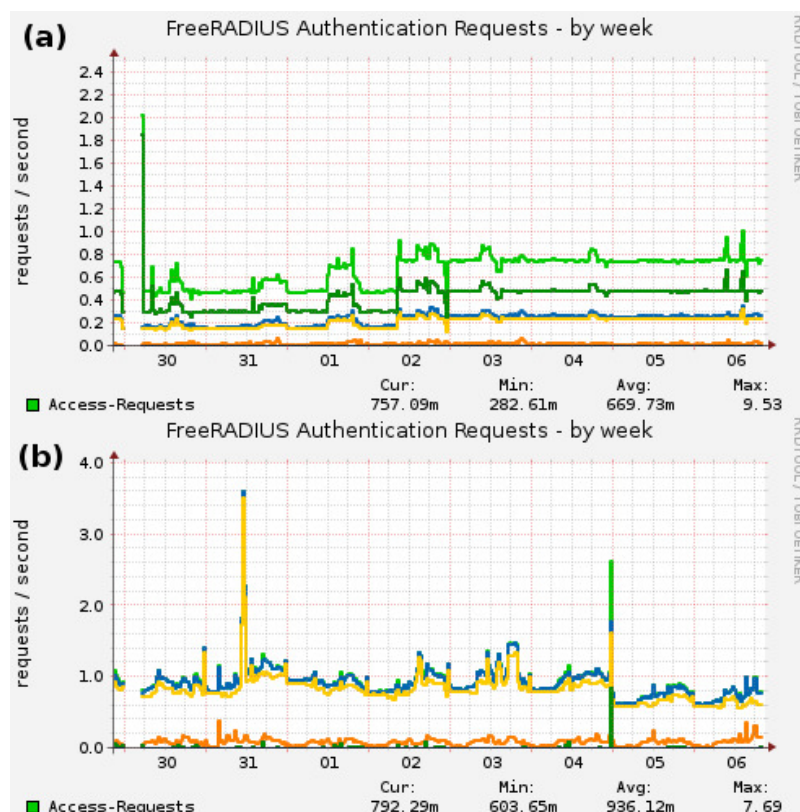 (a) FreeRADIUS Authentication Requests - by week
requests / second
2.4
2.2
2.0
1.8
1.6
1.4
1.2
1.0
0.8
0.6
0.4
0.2
0.0
30 31 01 02 03 04 05 06
Cur: Min: Avg: Max:
Access-Requests 757.09m 282.61m 669.73m 9.53
(b) FreeRADIUS Authentication Requests - by week
requests / second
4.0
3.0
2.0
1.0
0.0
30 31 01 02 03 04 05 06
Cur: Min: Avg: Max:
Access-Requests 792.29m 603.65m 936.12m 7.69